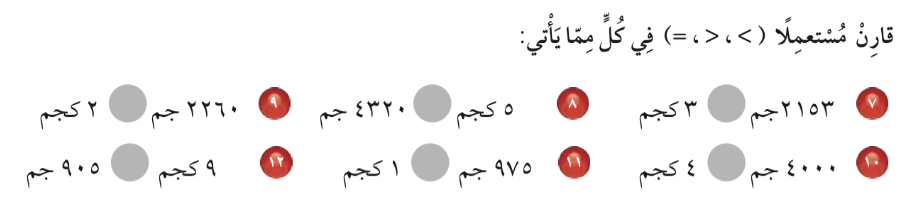 قارِنْ مُسْتعمِلًا ( > ، < ، =) فِي كُلٍّ مِمّا يَأْتي:
٧ ٢١٥٣ جم ٣ كجم ٨ ٥ كجم ٤٣٢٠ جم ٩ ٢٢٦٠ جم ٢ كجم
١٠ ٤٠٠٠ جم ٤ كجم ١١ ٩٧٥ جم ١ كجم ١٢ ٩ كجم ٩٠٥ جم